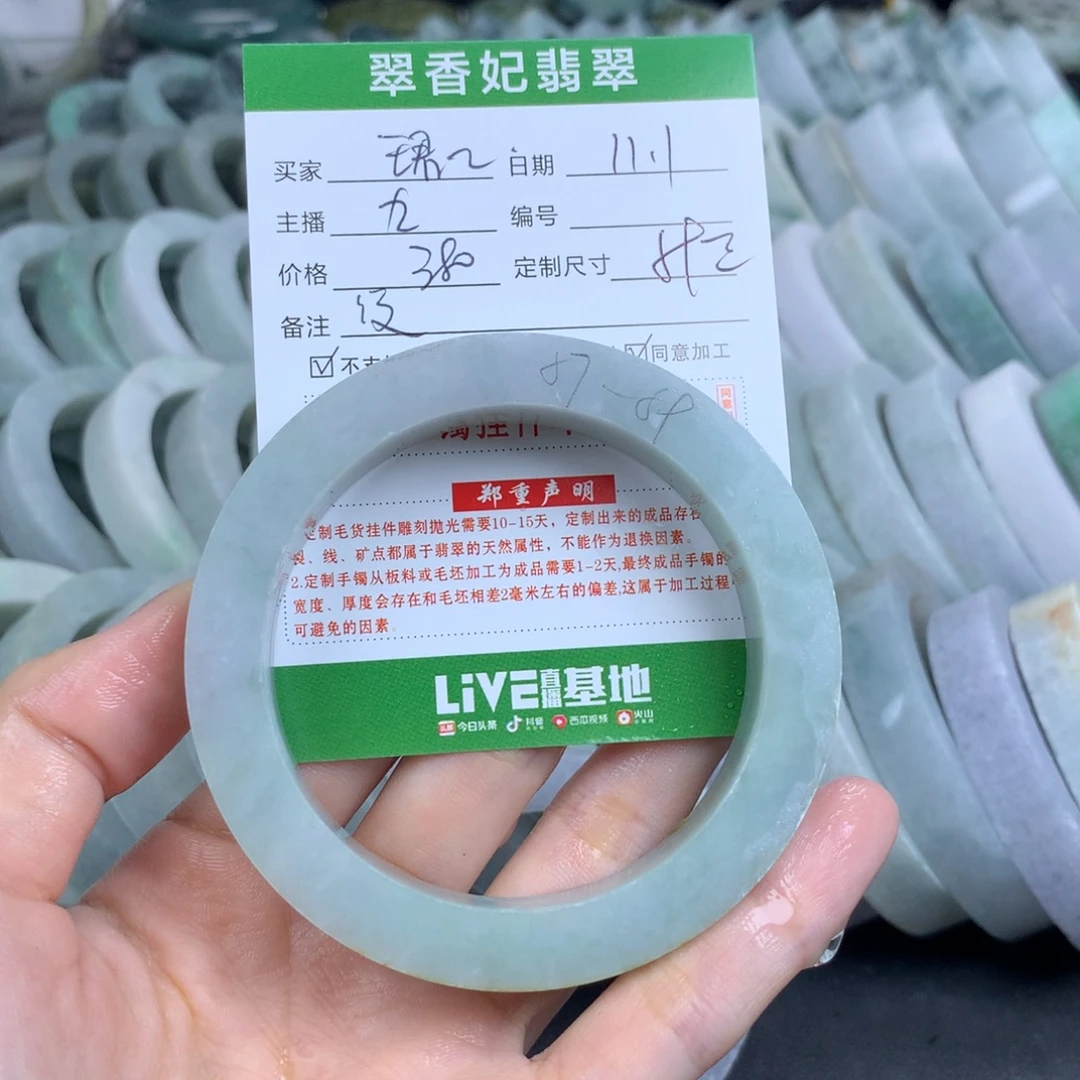 翠香妃翡翠
买家 日期 11.1
主播 九 编号
价格 380 定制尺寸
备注
不 同意加工
郑重声明
定制毛货挂件雕刻抛光需要10-15天，定制出来的成品存在
裂、线、矿点都属于翡翠的天然属性，不能作为退换因素。
2.定制手镯从板料或毛坯加工为成品需要1-2天,最终成品手镯的
宽度、厚度会存在和毛坯相差2毫米左右的偏差,这属于加工过程
可避免的因素。
LiVE直播基地
头条 今日头条 抖音 西瓜视频 火山